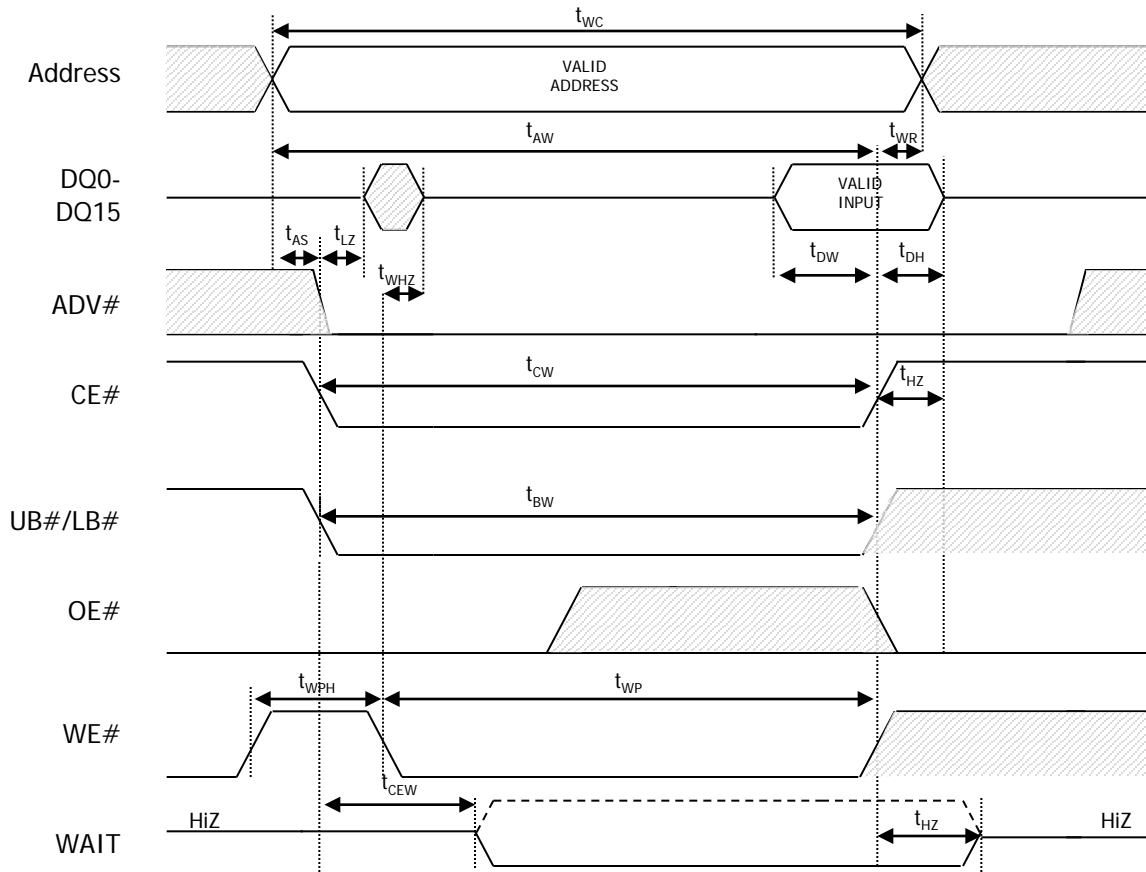 tWC
Address
VALID
ADDRESS
tAW
tWR
DQ0-
DQ15
VALID
INPUT
tAS
tLZ
tWHZ
tDW
tDH
ADV#
CE#
tCW
tHZ
UB#/LB#
tBW
OE#
tWPH
tWP
WE#
tCEW
WAIT
HiZ
tHZ
HiZ